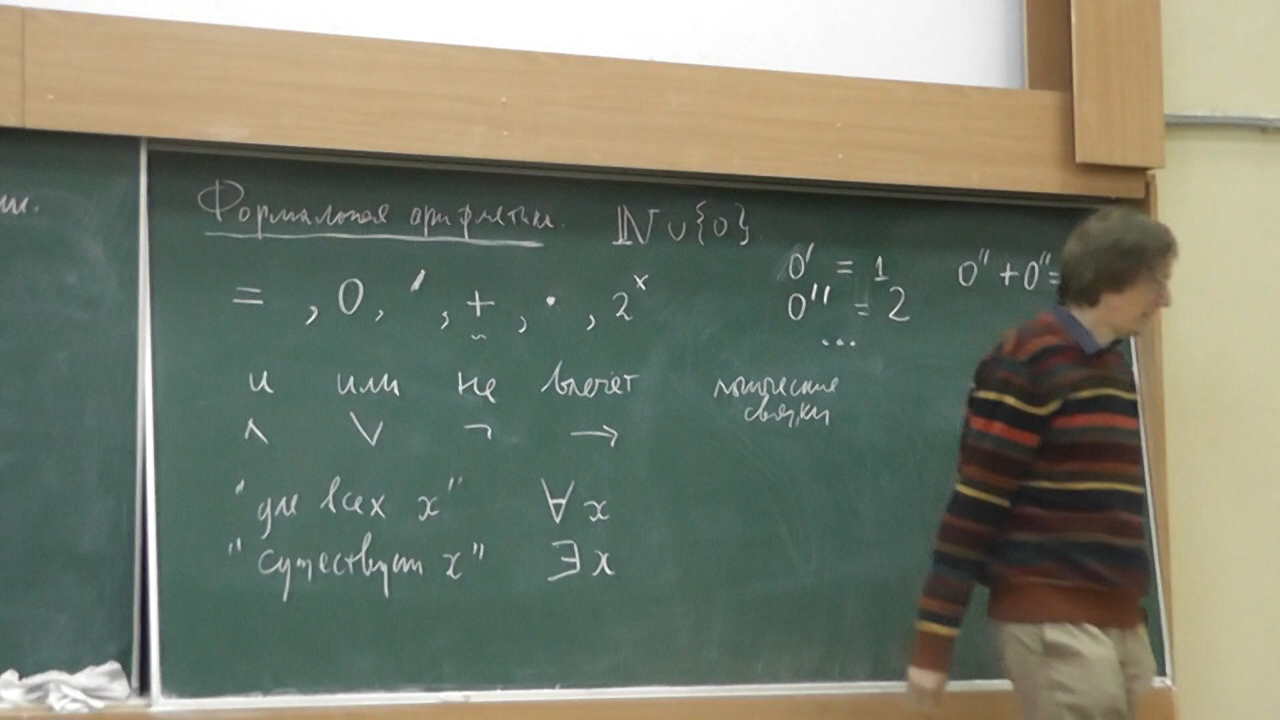 Формальная арифметика. ℕ ∪ {0}
=, 0, ′, +, ·, 2ˣ
0′ = 1
0′′ = 2
...
0′′ + 0′′ =
и или не влечёт
∧ ∨ ¬ →
логические
связки
"для всех x" ∀x
"существует x" ∃x